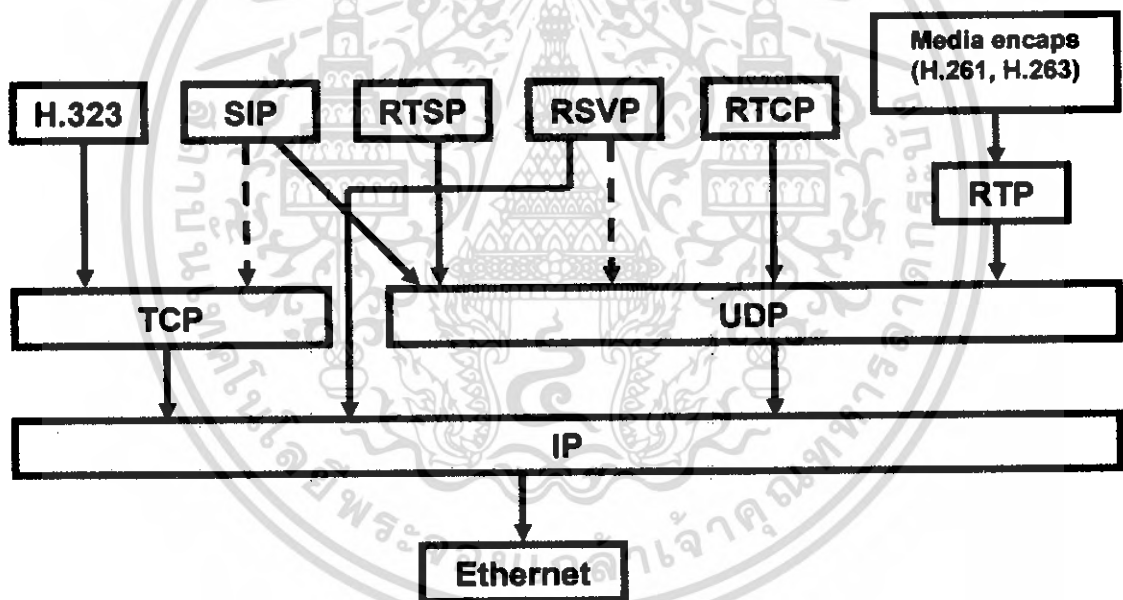 Media encaps
(H.261, H.263)
H.323
SIP
RTSP
RSVP
RTCP
RTP
TCP
UDP
IP
Ethernet